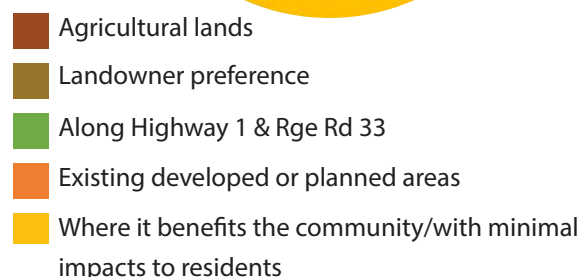 Agricultural lands
Landowner preference
Along Highway 1 & Rge Rd 33
Existing developed or planned areas
Where it benefits the community/with minimal
impacts to residents